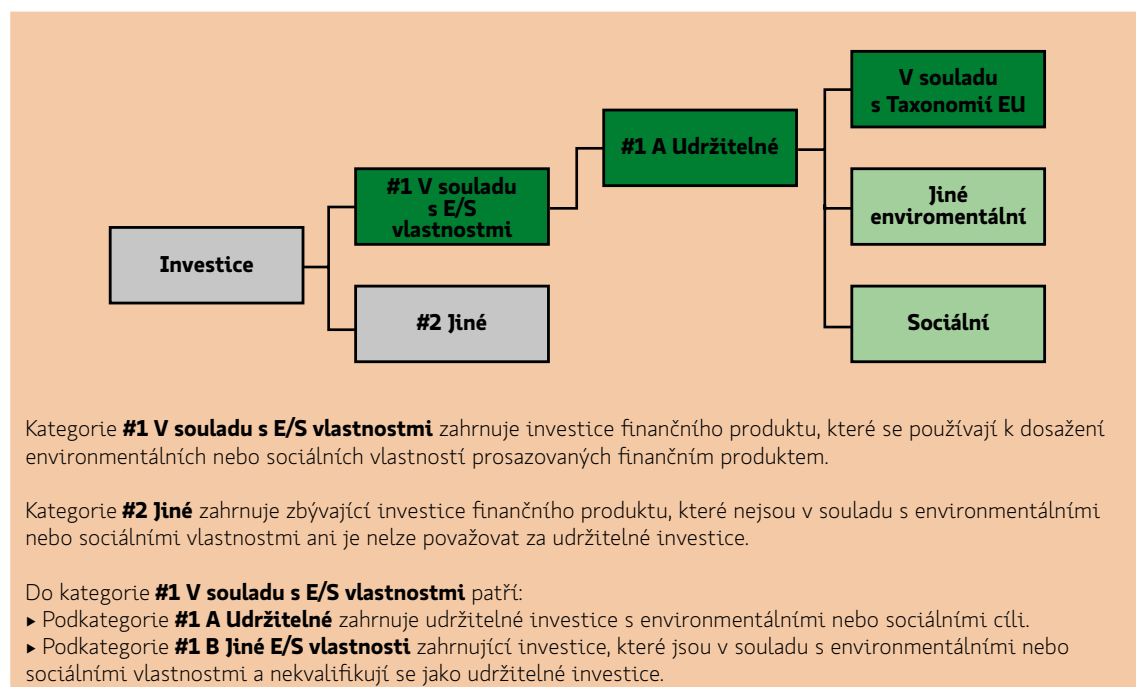 V souladu
s Taxonomií EU
#1 A Udržitelné
#1 V souladu
s E/S
vlastnostmi
Jiné
enviromentální
Investice
#2 Jiné
Sociální
Kategorie #1 V souladu s E/S vlastnostmi zahrnuje investice finančního produktu, které se používají k dosažení
environmentálních nebo sociálních vlastností prosazovaných finančním produktem.
Kategorie #2 Jiné zahrnuje zbývající investice finančního produktu, které nejsou v souladu s environmentálními
nebo sociálními vlastnostmi ani je nelze považovat za udržitelné investice.
Do kategorie #1 V souladu s E/S vlastnostmi patří:
▸ Podkategorie #1 A Udržitelné zahrnuje udržitelné investice s environmentálními nebo sociálními cíli.
▸ Podkategorie #1 B Jiné E/S vlastnosti zahrnující investice, které jsou v souladu s environmentálními nebo
sociálními vlastnostmi a nekvalifikují se jako udržitelné investice.